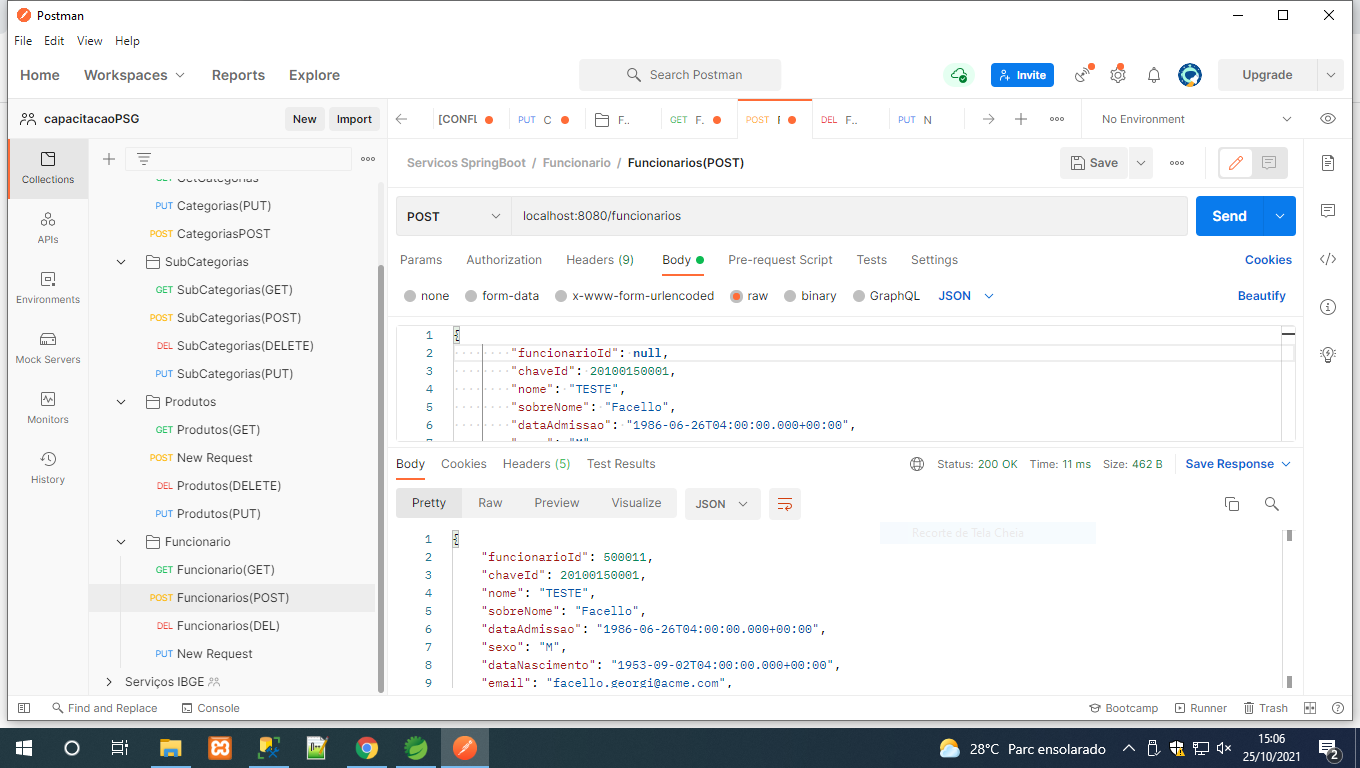 Postman
File Edit View Help
Home Workspaces Reports Explore Search Postman Invite Upgrade
capacitacaoPSG New Import
[CONFL PUT C F.. GET F. POST F DEL F.. PUT N No Environment
Collections
APIs
Environments
Mock Servers
Monitors
History
GET GetCategorias
PUT Categorias(PUT)
POST CategoriasPOST
SubCategorias
GET SubCategorias(GET)
POST SubCategorias(POST)
DEL SubCategorias(DELETE)
PUT SubCategorias(PUT)
Produtos
GET Produtos(GET)
POST New Request
DEL Produtos(DELETE)
PUT Produtos(PUT)
Funcionario
GET Funcionario(GET)
POST Funcionarios(POST)
DEL Funcionarios(DEL)
PUT New Request
Serviços IBGE
Servicos SpringBoot / Funcionario / Funcionarios(POST) Save
POST localhost:8080/funcionarios Send
Params Authorization Headers (9) Body Pre-request Script Tests Settings Cookies
none form-data x-www-form-urlencoded raw binary GraphQL JSON Beautify
1 {
2 "funcionarioId": null,
3 "chaveId": 20100150001,
4 "nome": "TESTE",
5 "sobreNome": "Facello",
6 "dataAdmissao": "1986-06-26T04:00:00.000+00:00",
Body Cookies Headers (5) Test Results Status: 200 OK Time: 11 ms Size: 462 B Save Response
Pretty Raw Preview Visualize JSON
Recorte de Tela Cheia
1 {
2 "funcionarioId": 500011,
3 "chaveId": 20100150001,
4 "nome": "TESTE",
5 "sobreNome": "Facello",
6 "dataAdmissao": "1986-06-26T04:00:00.000+00:00",
7 "sexo": "M",
8 "dataNascimento": "1953-09-02T04:00:00.000+00:00",
9 "email": "facello.georgi@acme.com",
Find and Replace Console Bootcamp Runner Trash
28°C Parc ensolarado 15:06
25/10/2021 2